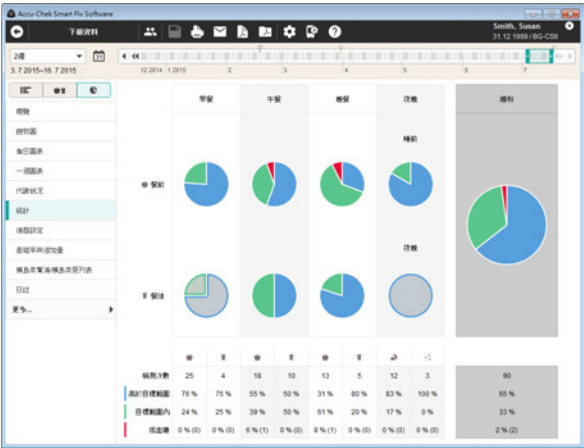 Accu-Chek Smart Pix Software
下載資料
Smith, Susan
31.12.1999 / BG-CSII
2週
3. 7 2015–16. 7 2015
12 2014 1 2015 2 3 4 5 6 7
早餐 午餐 晚餐 夜晚 總和
概覽
趨勢圖
每日圖表
一週圖表
代謝狀況
統計
儀器設定
基礎率與追加量
胰島素幫浦/胰島素量列表
日誌
更多...
睡前
餐前
夜晚
餐後
檢測次數 25 4 18 10 13 5 12 3 90
高於目標範圍 76 % 75 % 55 % 50 % 31 % 80 % 83 % 100 % 65 %
目標範圍內 24 % 25 % 39 % 50 % 61 % 20 % 17 % 0 % 33 %
低血糖 0 % (0) 0 % (0) 6 % (1) 0 % (0) 8 % (1) 0 % (0) 0 % (0) 0 % (0) 2 % (2)